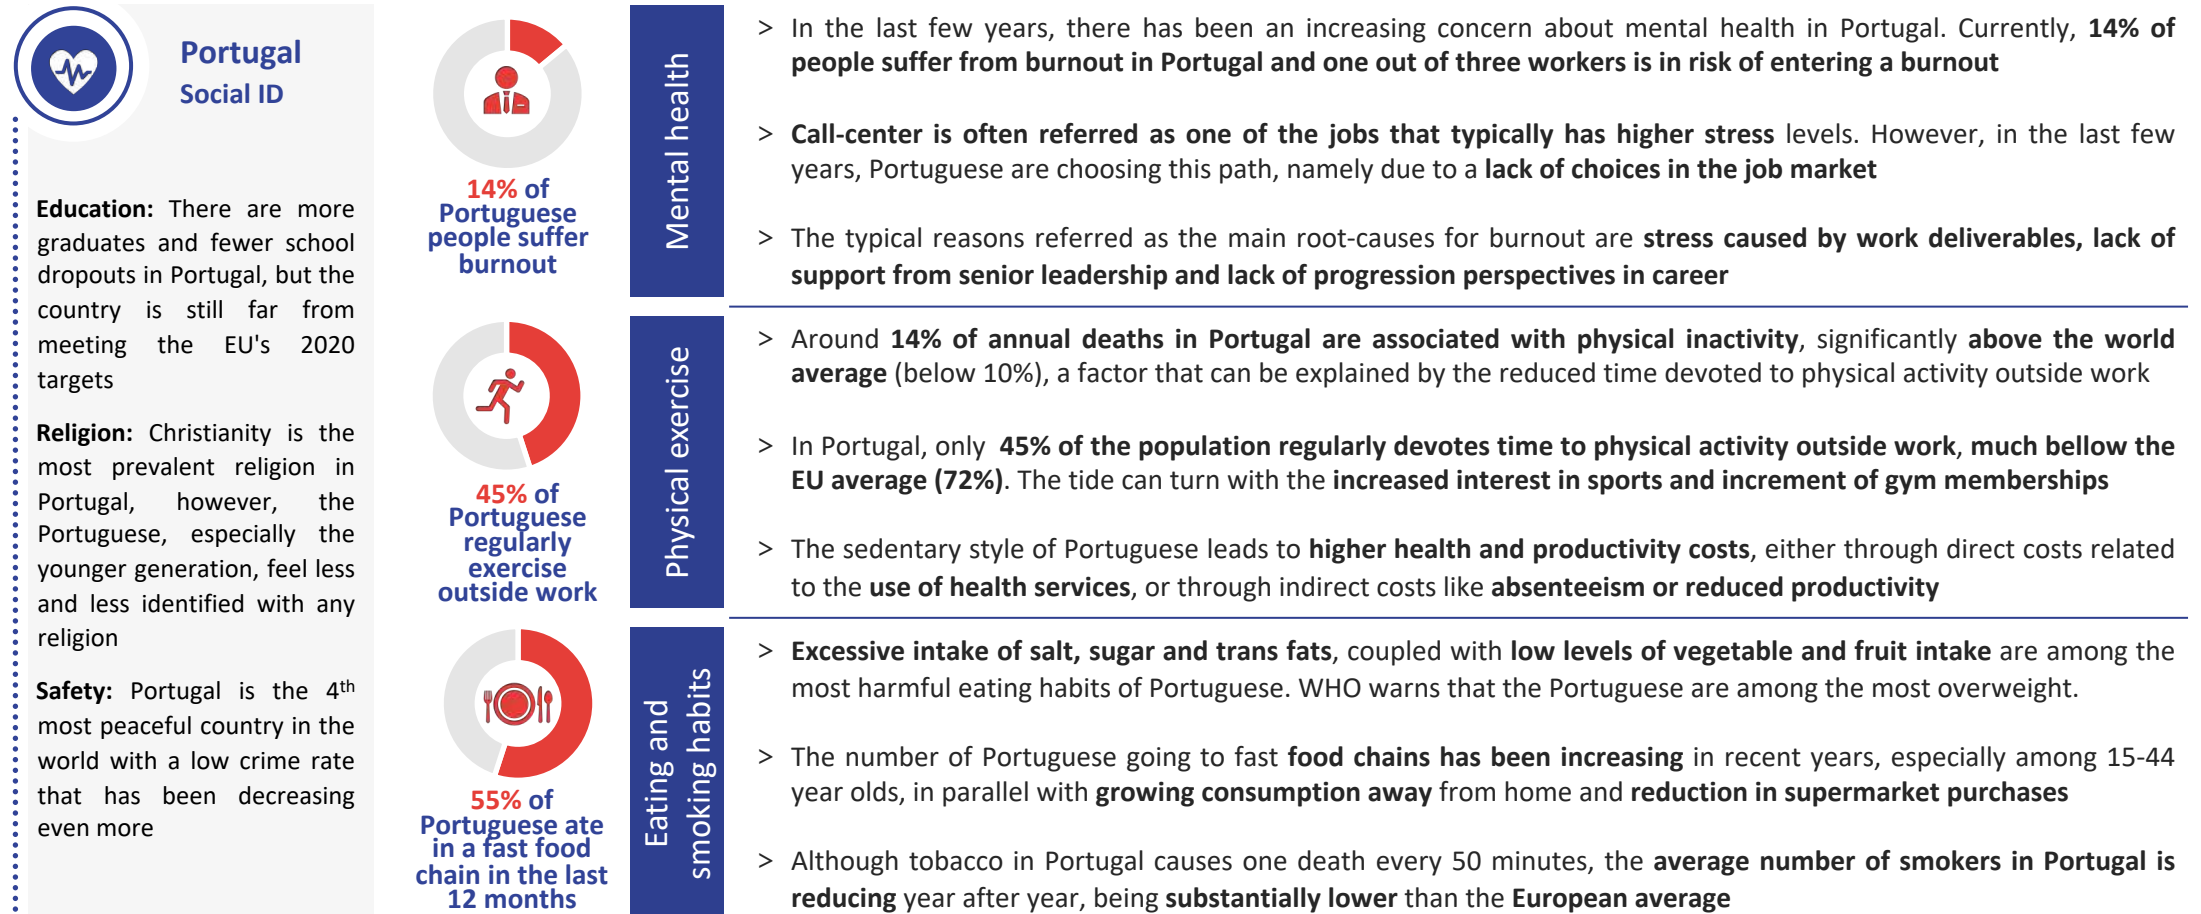 Portugal
Social ID
Education: There are more
graduates and fewer school
dropouts in Portugal, but the
country is still far from
meeting the EU's 2020
targets
Religion: Christianity is the
most prevalent religion in
Portugal, however, the
Portuguese, especially the
younger generation, feel less
and less identified with any
religion
Safety: Portugal is the 4th
most peaceful country in the
world with a low crime rate
that has been decreasing
even more
14% of
Portuguese
people suffer
burnout
45% of
Portuguese
regularly
exercise
outside work
55% of
Portuguese ate
in a fast food
chain in the last
12 months
Mental health
> In the last few years, there has been an increasing concern about mental health in Portugal. Currently, 14% of
people suffer from burnout in Portugal and one out of three workers is in risk of entering a burnout
> Call-center is often referred as one of the jobs that typically has higher stress levels. However, in the last few
years, Portuguese are choosing this path, namely due to a lack of choices in the job market
> The typical reasons referred as the main root-causes for burnout are stress caused by work deliverables, lack of
support from senior leadership and lack of progression perspectives in career
Physical exercise
> Around 14% of annual deaths in Portugal are associated with physical inactivity, significantly above the world
average (below 10%), a factor that can be explained by the reduced time devoted to physical activity outside work
> In Portugal, only 45% of the population regularly devotes time to physical activity outside work, much bellow the
EU average (72%). The tide can turn with the increased interest in sports and increment of gym memberships
> The sedentary style of Portuguese leads to higher health and productivity costs, either through direct costs related
to the use of health services, or through indirect costs like absenteeism or reduced productivity
Eating and
smoking habits
> Excessive intake of salt, sugar and trans fats, coupled with low levels of vegetable and fruit intake are among the
most harmful eating habits of Portuguese. WHO warns that the Portuguese are among the most overweight.
> The number of Portuguese going to fast food chains has been increasing in recent years, especially among 15-44
year olds, in parallel with growing consumption away from home and reduction in supermarket purchases
> Although tobacco in Portugal causes one death every 50 minutes, the average number of smokers in Portugal is
reducing year after year, being substantially lower than the European average